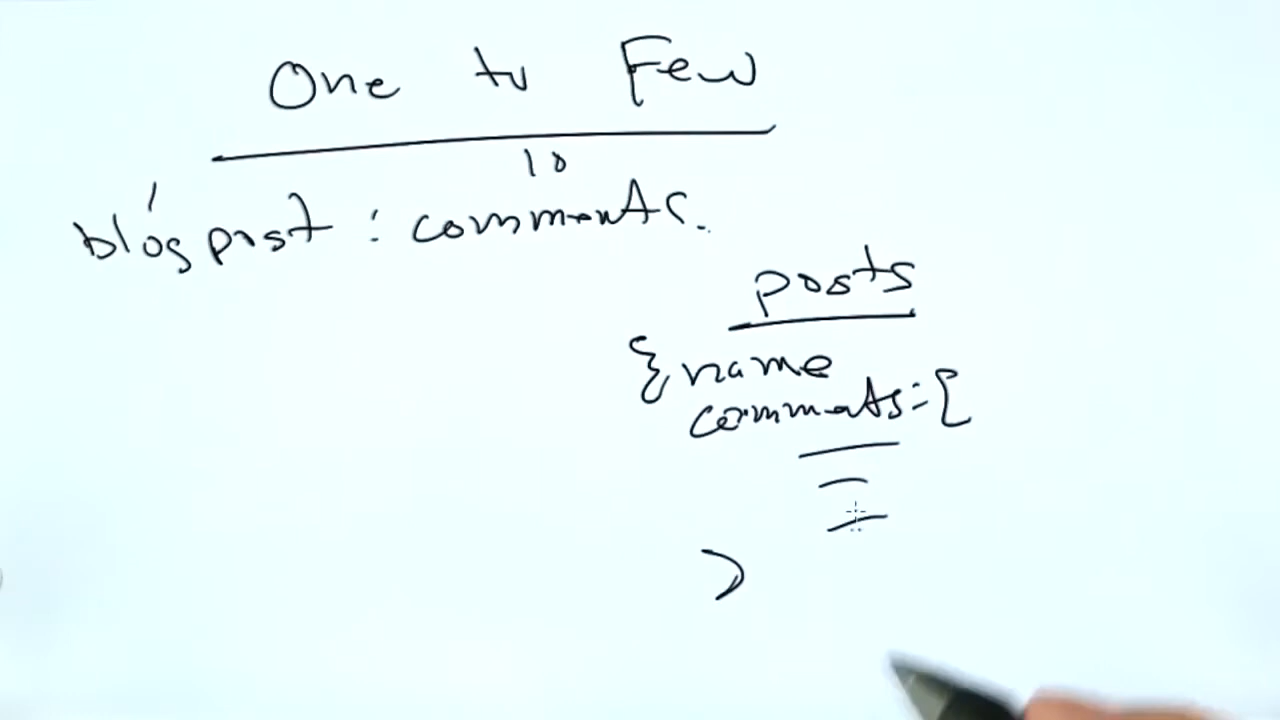 One to Few
1 10
blog post : comments.
posts
{ name
comments: [
}